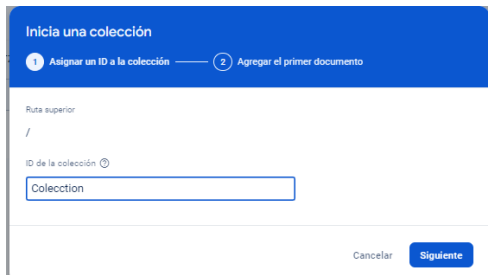 Inicia una colección
1 Asignar un ID a la colección 2 Agregar el primer documento
Ruta superior
/
ID de la colección ?
Colecction
Cancelar Siguiente